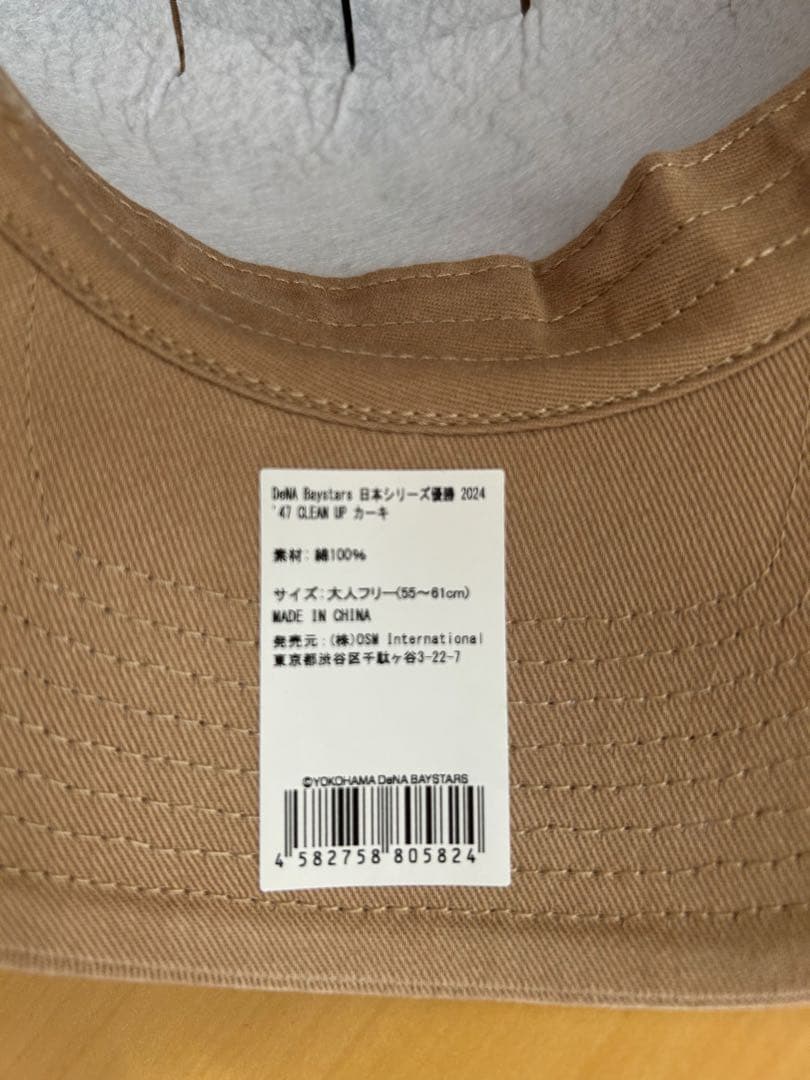 DeNA Baystars 日本シリーズ優勝 2024
'47 CLEAN UP カーキ
素材: 綿100%
サイズ:大人フリー(55～61cm)
MADE IN CHINA
発売元:(株)OSM International
東京都渋谷区千駄ヶ谷3-22-7
©YOKOHAMA DeNA BAYSTARS
4 582758 805824